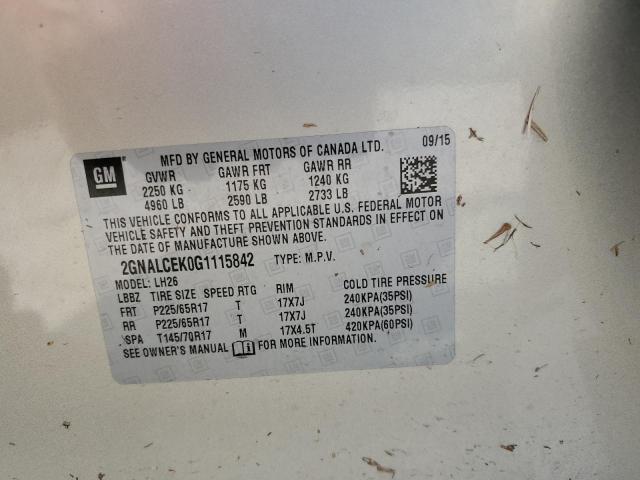 GM
MFD BY GENERAL MOTORS OF CANADA LTD. 09/15
GVWR GAWR FRT GAWR RR
2250 KG 1175 KG 1240 KG
4960 LB 2590 LB 2733 LB
THIS VEHICLE CONFORMS TO ALL APPLICABLE U.S. FEDERAL MOTOR
VEHICLE SAFETY AND THEFT PREVENTION STANDARDS IN EFFECT ON
THE DATE OF MANUFACTURE SHOWN ABOVE.
2GNALCEK0G1115842 TYPE: M.P.V.
MODEL: LH26
LBBZ TIRE SIZE SPEED RTG RIM COLD TIRE PRESSURE
FRT P225/65R17 T 17X7J 240KPA(35PSI)
RR P225/65R17 T 17X7J 240KPA(35PSI)
SPA T145/70R17 M 17X4.5T 420KPA(60PSI)
SEE OWNER'S MANUAL FOR MORE INFORMATION.